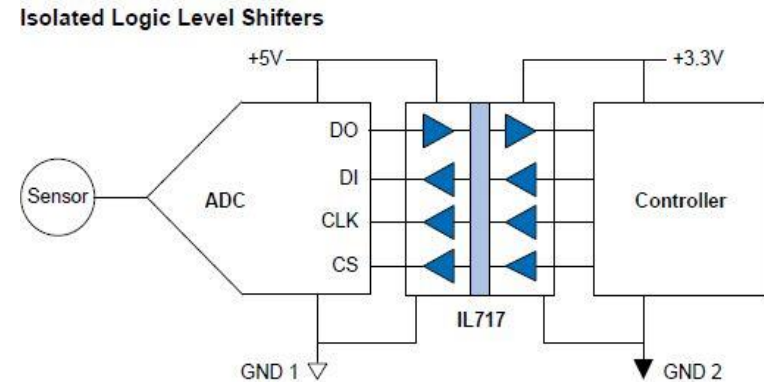 Isolated Logic Level Shifters
+5V
+3.3V
DO
DI
Sensor
ADC
Controller
CLK
CS
IL717
GND 1
GND 2